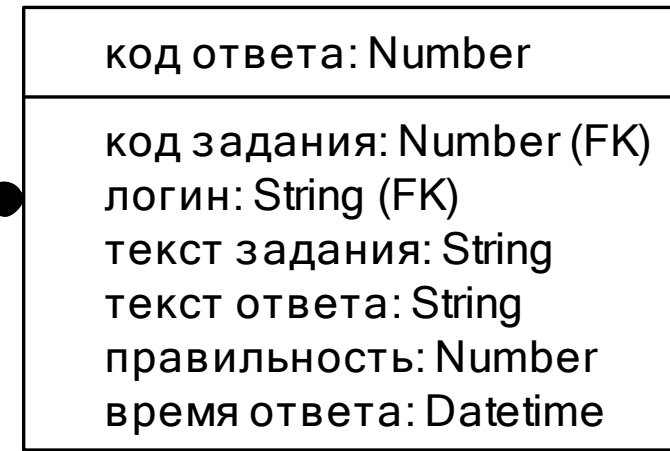 код ответа: Number
код задания: Number (FK)
логин: String (FK)
текст задания: String
текст ответа: String
правильность: Number
время ответа: Datetime